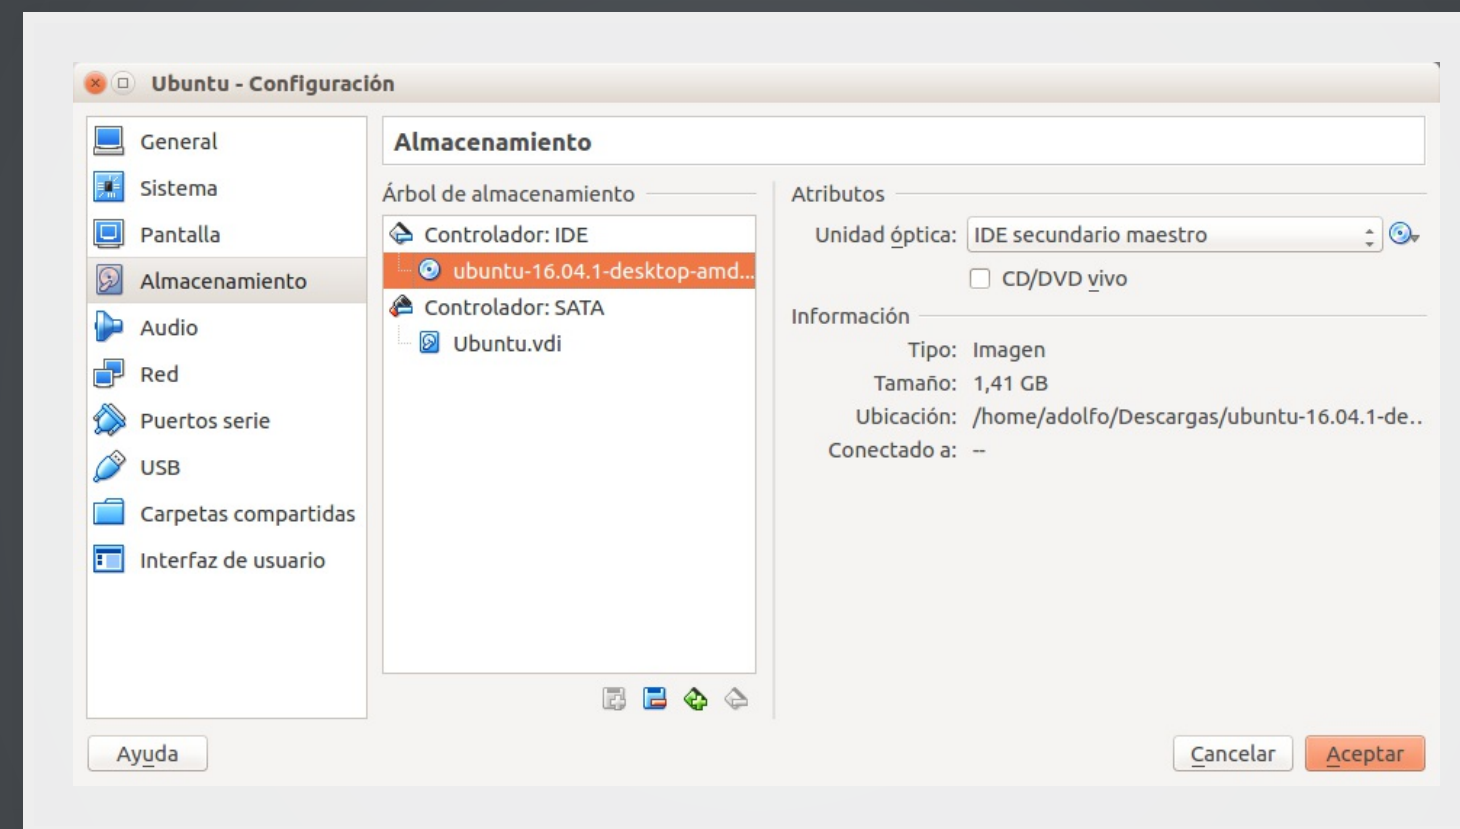 Ubuntu - Configuración
General
Sistema
Pantalla
Almacenamiento
Audio
Red
Puertos serie
USB
Carpetas compartidas
Interfaz de usuario
Almacenamiento
Árbol de almacenamiento
Controlador: IDE
ubuntu-16.04.1-desktop-amd...
Controlador: SATA
Ubuntu.vdi
Atributos
Unidad óptica: IDE secundario maestro
CD/DVD vivo
Información
Tipo: Imagen
Tamaño: 1,41 GB
Ubicación: /home/adolfo/Descargas/ubuntu-16.04.1-de..
Conectado a: --
Ayuda
Cancelar
Aceptar